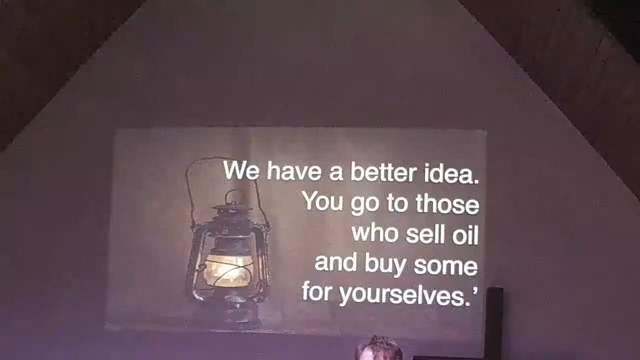 We have a better idea.
You go to those
who sell oil
and buy some
for yourselves.'